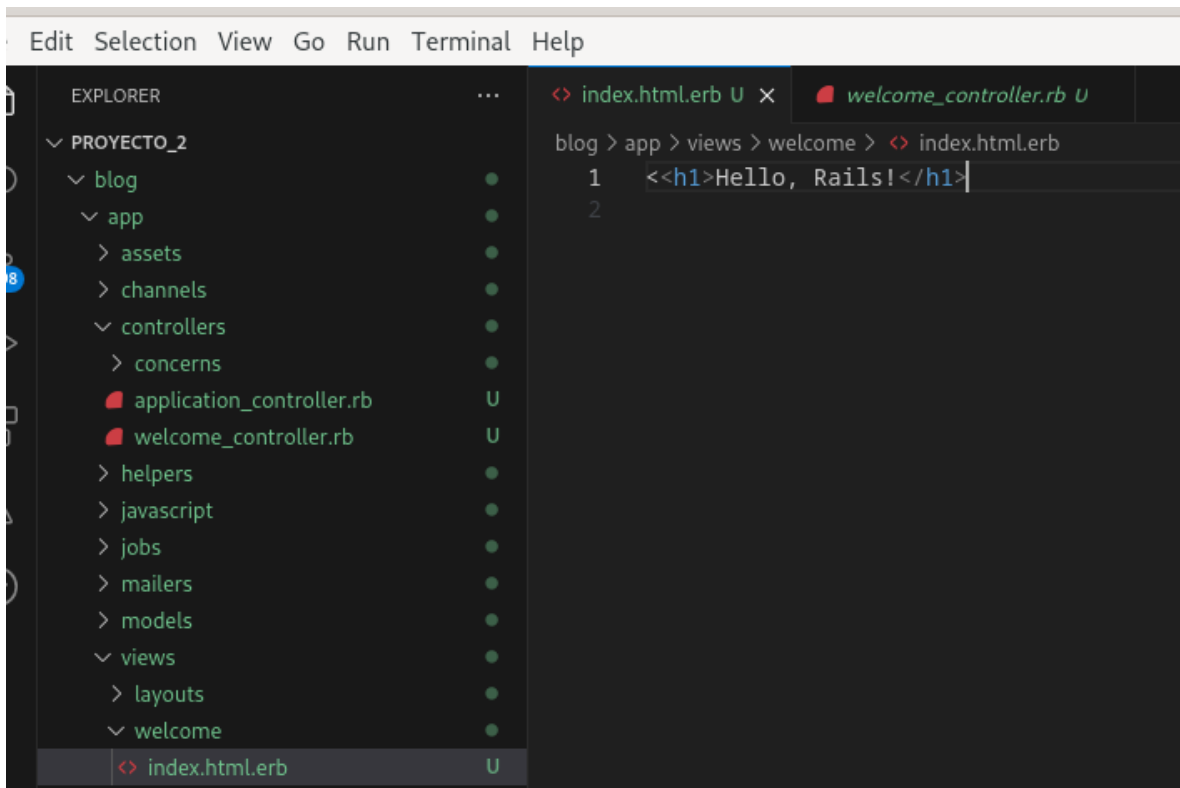 Edit Selection View Go Run Terminal Help
EXPLORER ...
PROYECTO_2
blog
app
assets
channels
controllers
concerns
application_controller.rb U
welcome_controller.rb U
helpers
javascript
jobs
mailers
models
views
layouts
welcome
index.html.erb U
index.html.erb U
welcome_controller.rb U
blog > app > views > welcome > index.html.erb
1 <<h1>Hello, Rails!</h1>
2